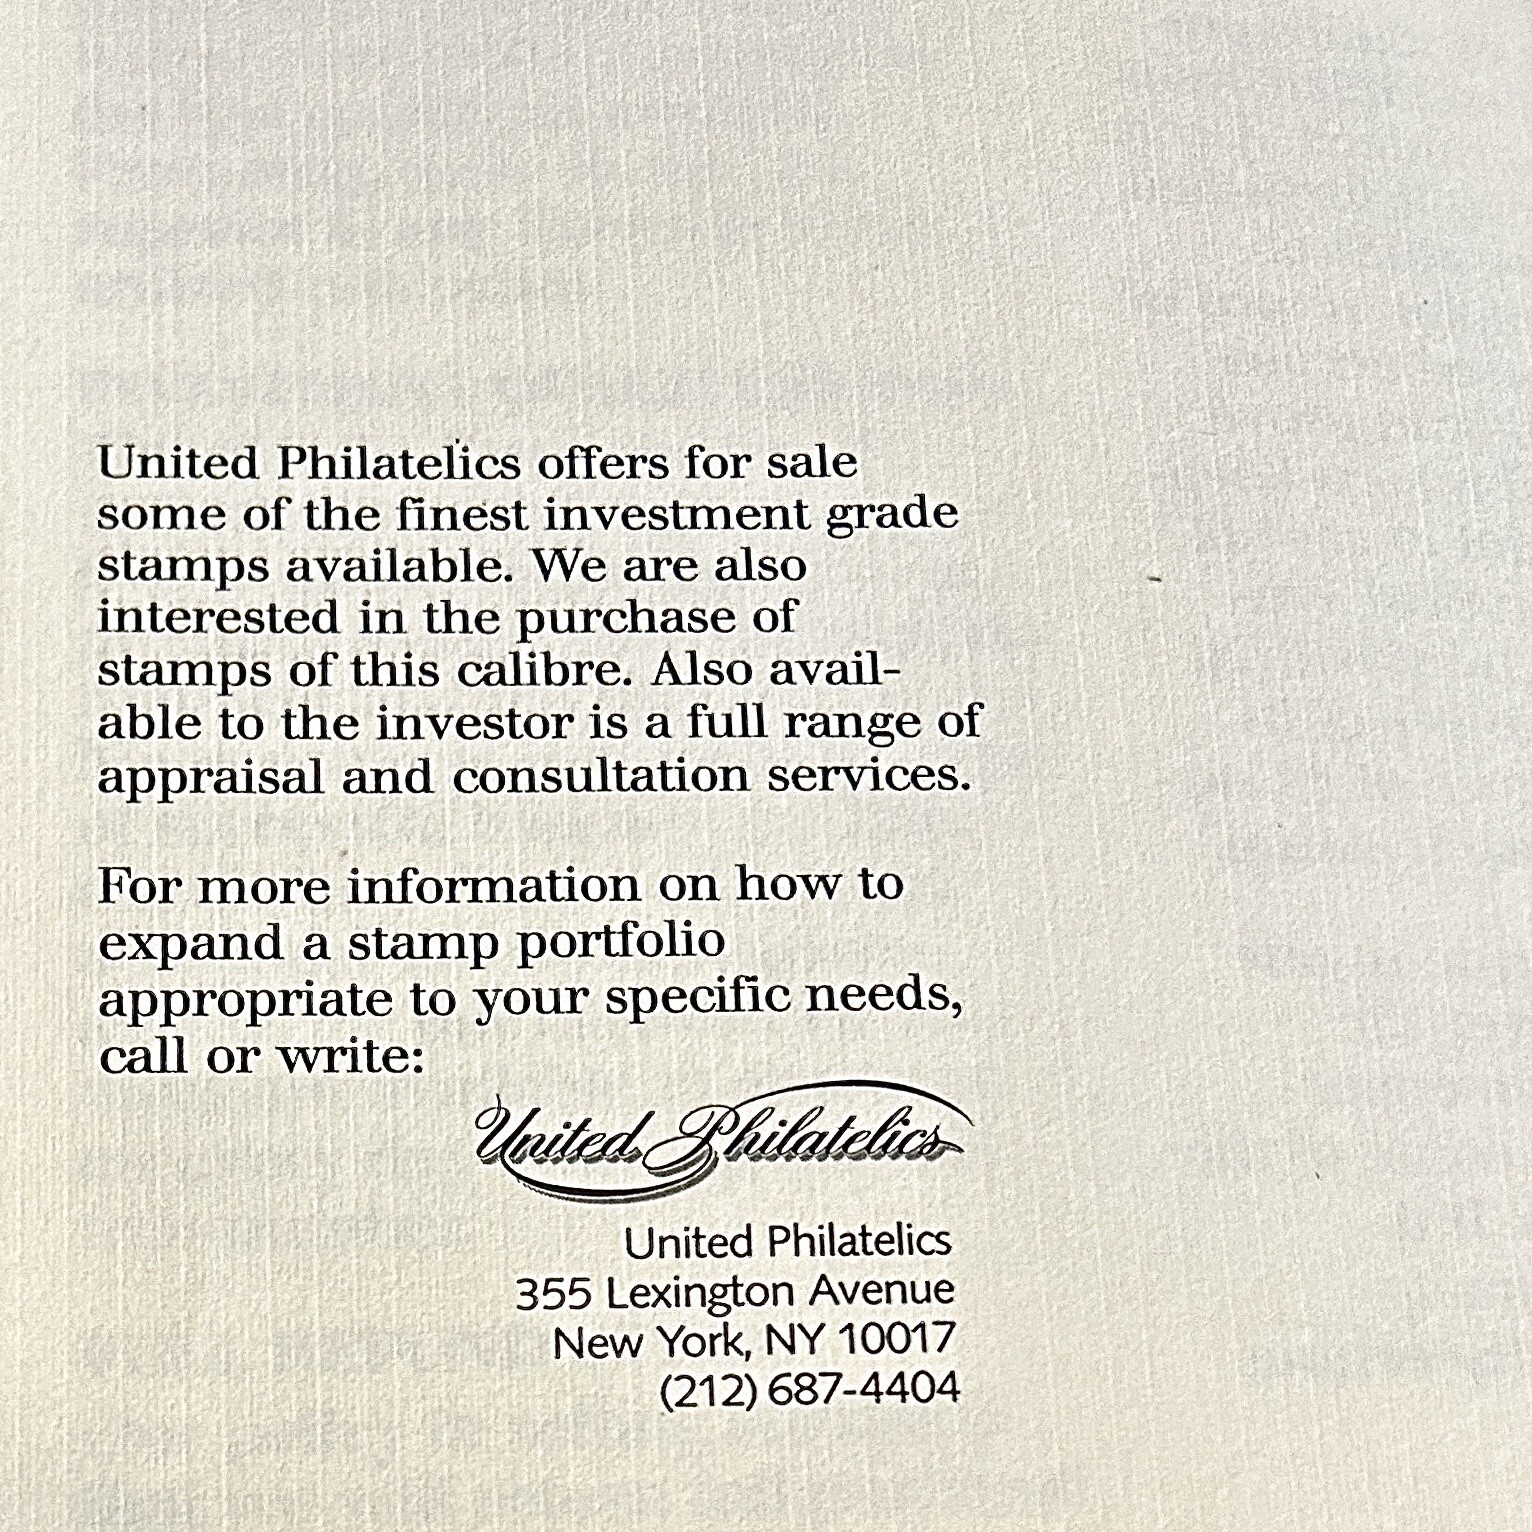 United Philatelics offers for sale
some of the finest investment grade
stamps available. We are also
interested in the purchase of
stamps of this calibre. Also avail-
able to the investor is a full range of
appraisal and consultation services.
For more information on how to
expand a stamp portfolio
appropriate to your specific needs,
call or write:
United Philatelics
United Philatelics
355 Lexington Avenue
New York, NY 10017
(212) 687-4404